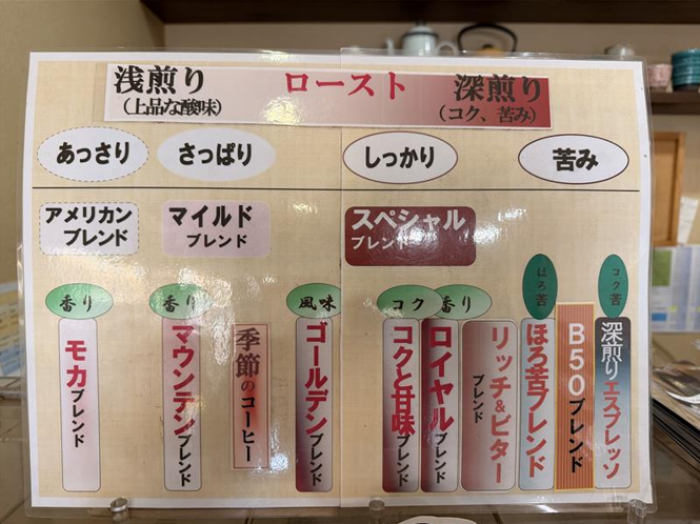 浅煎り ロースト 深煎り
(上品な酸味) (コク、苦み)
あっさり さっぱり しっかり 苦み
アメリカン
ブレンド
マイルド
ブレンド
スペシャル
ブレンド
香り
モカブレンド
香り
マウンテンブレンド
季節のコーヒー
風味
ゴールデンブレンド
コク
コクと甘味ブレンド
香り
ロイヤルブレンド
リッチ&ビターブレンド
ほろ苦
ほろ苦ブレンド
B50ブレンド
コク苦
深煎りエスプレッソ